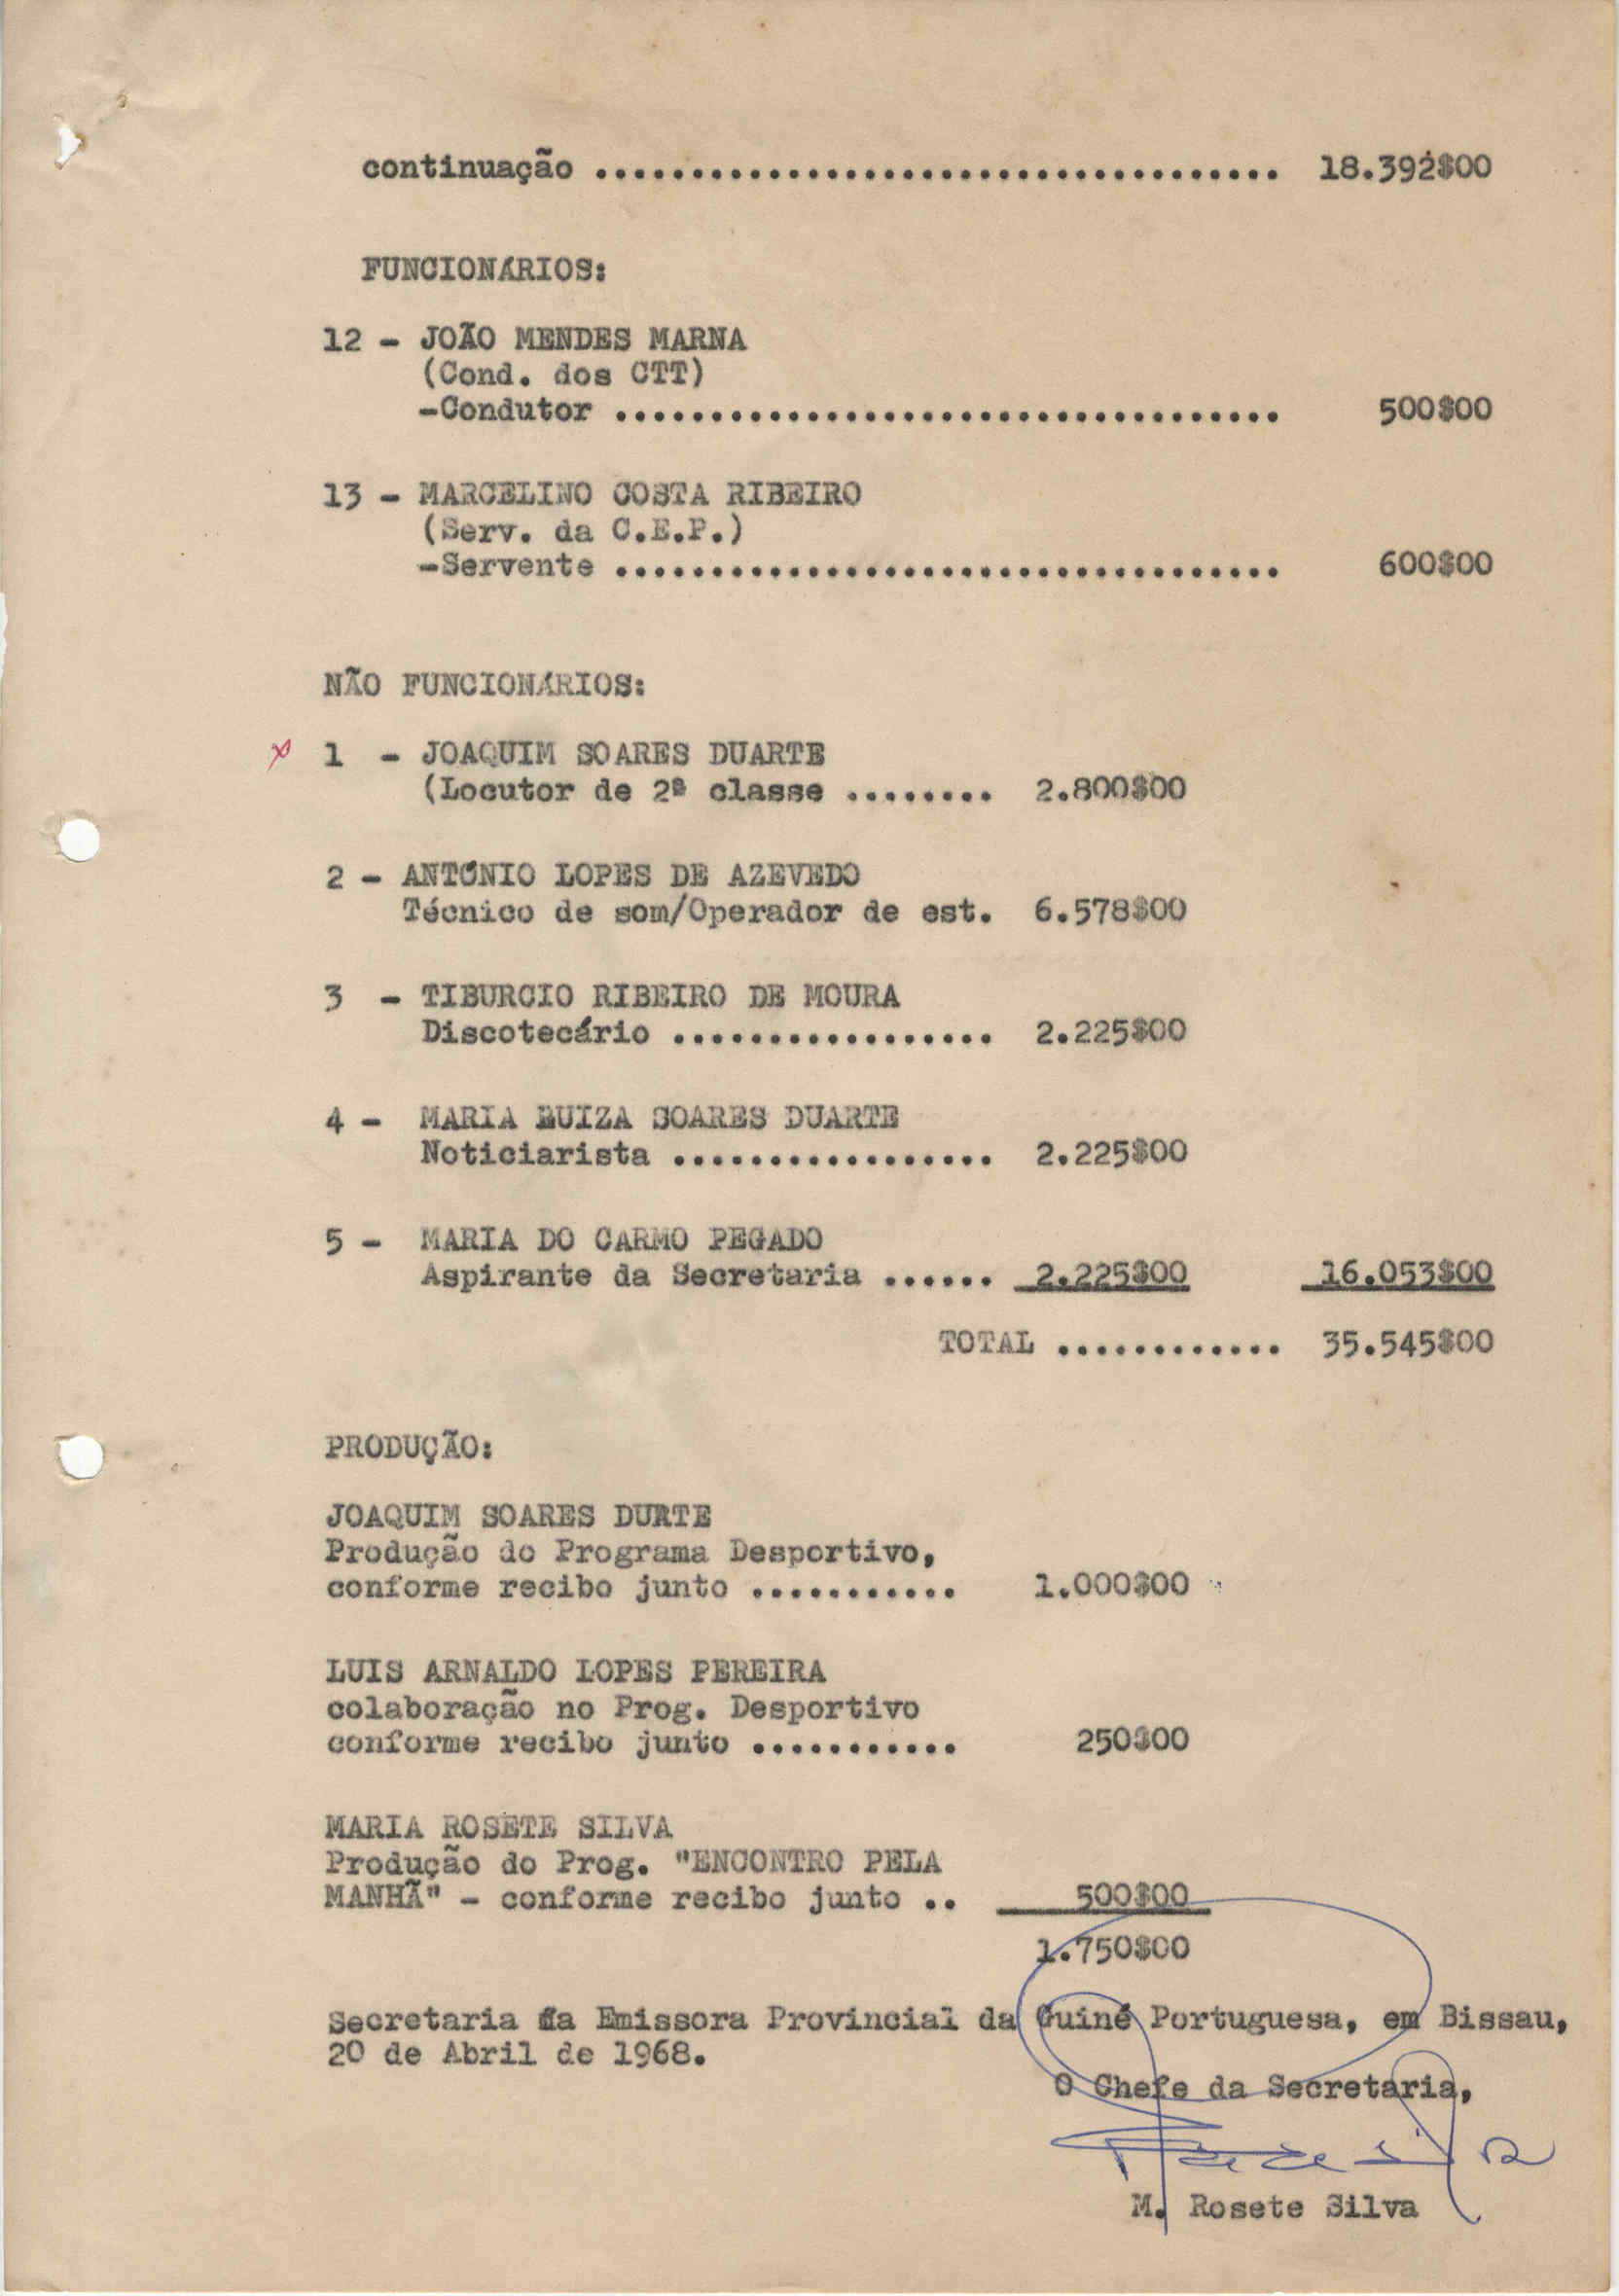 continuação .................................... 18.392$00
FUNCIONÁRIOS:
12 - JOÃO MENDES MARNA
(Cond. dos CTT)
-Condutor ................................... 500$00
13 - MARCELINO COSTA RIBEIRO
(Serv. da C.E.P.)
-Servente ................................... 600$00
NÃO FUNCIONÁRIOS:
x 1 - JOAQUIM SOARES DUARTE
(Locutor de 2ª classe ........ 2.800$00
2 - ANTÓNIO LOPES DE AZEVEDO
Técnico de som/Operador de est. 6.578$00
3 - TIBURCIO RIBEIRO DE MOURA
Discotecário ................. 2.225$00
4 - MARIA LUIZA SOARES DUARTE
Noticiarista ................. 2.225$00
5 - MARIA DO CARMO PEGADO
Aspirante da Secretaria ...... 2.225$00 16.053$00
TOTAL ............ 35.545$00
PRODUÇÃO:
JOAQUIM SOARES DURTE
Produção do Programa Desportivo,
conforme recibo junto ........... 1.000$00
LUIS ARNALDO LOPES PEREIRA
colaboração no Prog. Desportivo
conforme recibo junto ........... 250$00
MARIA ROSETE SILVA
Produção do Prog. "ENCONTRO PELA
MANHÃ" - conforme recibo junto .. 500$00
1.750$00
Secretaria da Emissora Provincial da Guiné Portuguesa, em Bissau,
20 de Abril de 1968.
O Chefe da Secretaria,
M. Rosete Silva